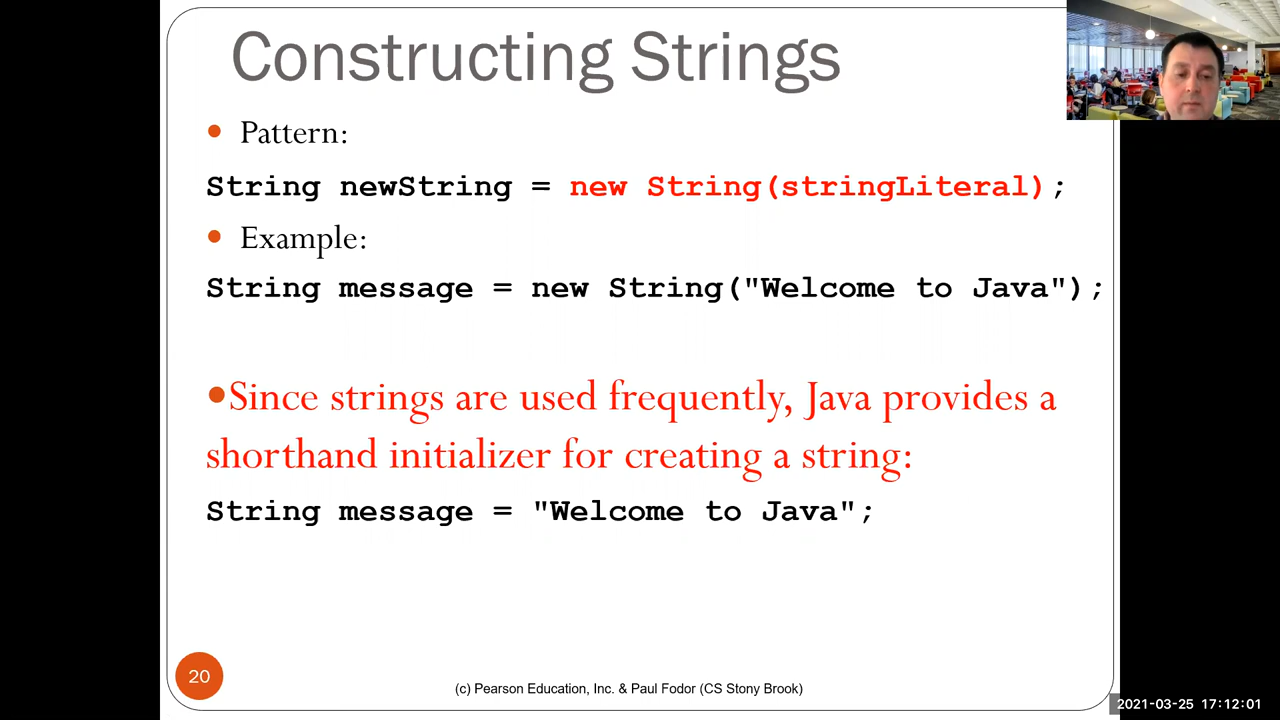 Constructing Strings
• Pattern:
String newString = new String(stringLiteral);
• Example:
String message = new String("Welcome to Java");
•Since strings are used frequently, Java provides a
shorthand initializer for creating a string:
String message = "Welcome to Java";
20
(c) Pearson Education, Inc. & Paul Fodor (CS Stony Brook)
2021-03-25 17:12:01